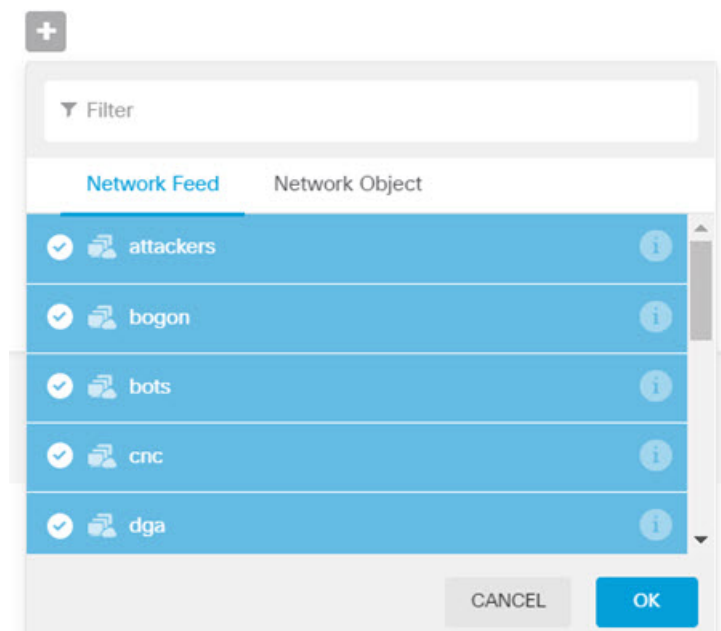 Filter
Network Feed Network Object
attackers
bogon
bots
cnc
dga
CANCEL OK